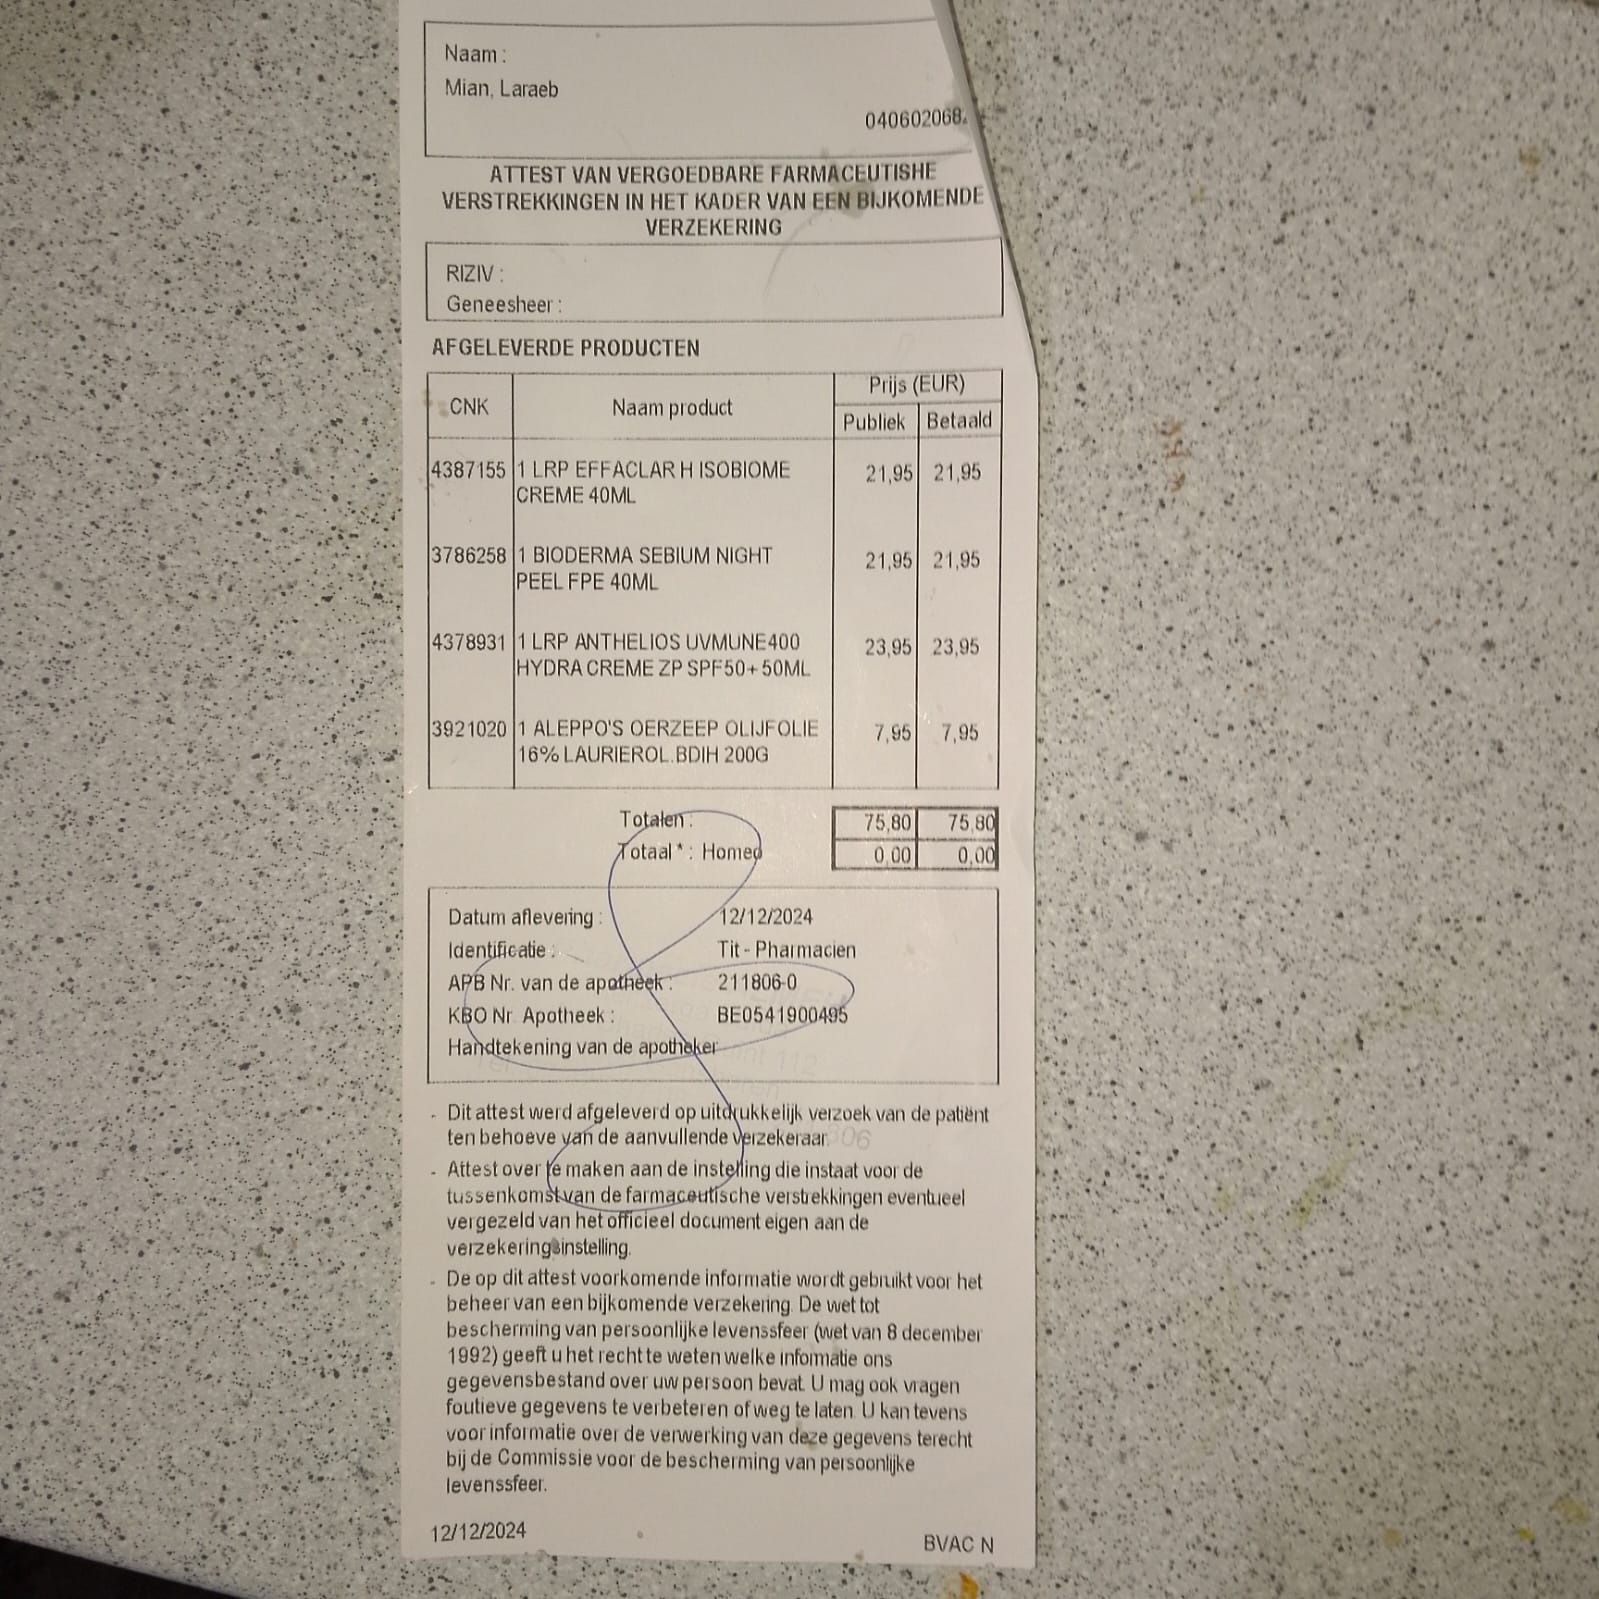 Naam :
Mian, Laraeb
ATTEST VAN VERGOEDBARE FARMACEUTISHE
VERSTREKKINGEN IN HET KADER VAN EEN BIJKOMENDE
VERZEKERING
RIZIV :
Geneesheer :
AFGELEVERDE PRODUCTEN
CNK Naam product Prijs (EUR)
Publiek Betaald
4387155 1 LRP EFFACLAR H ISOBIOME 21,95 21,95
CREME 40ML
3786258 1 BIODERMA SEBIUM NIGHT 21,95 21,95
PEEL FPE 40ML
4378931 1 LRP ANTHELIOS UVMUNE400 23,95 23,95
HYDRA CREME ZP SPF50+ 50ML
3921020 1 ALEPPO'S OERZEEP OLIJFOLIE 7,95 7,95
16% LAURIEROL.BDIH 200G
Totalen : 75,80 75,80
Totaal * : Homeo 0,00 0,00
Datum aflevering : 12/12/2024
Identificatie : Tit - Pharmacien
APB Nr. van de apotheek : 211806-0
KBO Nr. Apotheek : BE0541900495
Handtekening van de apotheker
- Dit attest werd afgeleverd op uitdrukkelijk verzoek van de patiënt
ten behoeve van de aanvullende verzekeraar.
- Attest over te maken aan de instelling die instaat voor de
tussenkomst van de farmaceutische verstrekkingen eventueel
vergezeld van het officieel document eigen aan de
verzekeringsinstelling.
- De op dit attest voorkomende informatie wordt gebruikt voor het
beheer van een bijkomende verzekering. De wet tot
bescherming van persoonlijke levenssfeer (wet van 8 december
1992) geeft u het recht te weten welke informatie ons
gegevensbestand over uw persoon bevat. U mag ook vragen
foutieve gegevens te verbeteren of weg te laten. U kan tevens
voor informatie over de verwerking van deze gegevens terecht
bij de Commissie voor de bescherming van persoonlijke
levenssfeer.
12/12/2024
BVAC N